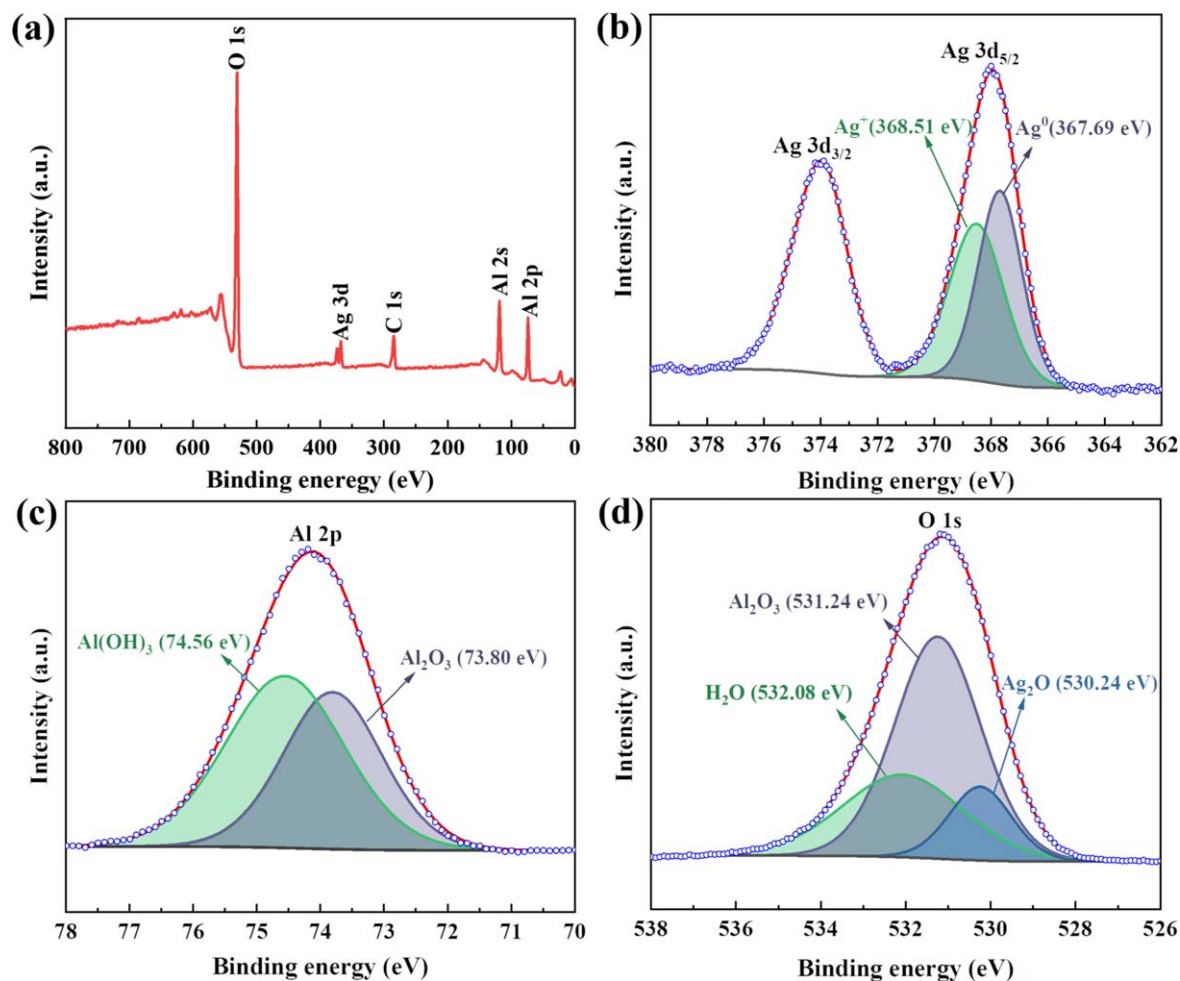 (a)
O 1s
Ag 3d
C 1s
Al 2s
Al 2p
Intensity (a.u.)
800 700 600 500 400 300 200 100 0
Binding eneregy (eV)
(b)
Ag 3d5/2
Ag+(368.51 eV)
Ag0(367.69 eV)
Ag 3d3/2
Intensity (a.u.)
380 378 376 374 372 370 368 366 364 362
Binding eneregy (eV)
(c)
Al 2p
Al(OH)3 (74.56 eV)
Al2O3 (73.80 eV)
Intensity (a.u.)
78 77 76 75 74 73 72 71 70
Binding energy (eV)
(d)
O 1s
Al2O3 (531.24 eV)
H2O (532.08 eV)
Ag2O (530.24 eV)
Intensity (a.u.)
538 536 534 532 530 528 526
Binding energy (eV)